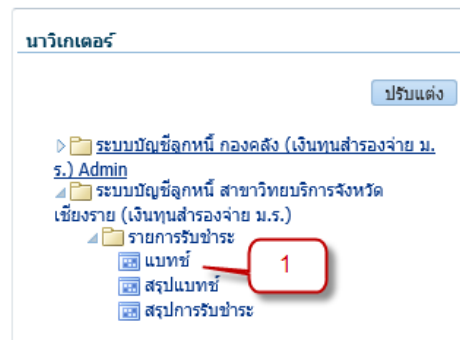 นาวิเกเตอร์
ปรับแต่ง
ระบบบัญชีลูกหนี้ กองคลัง (เงินทุนสำรองจ่าย ม.
ร.) Admin
ระบบบัญชีลูกหนี้ สาขาวิทยบริการจังหวัด
เชียงราย (เงินทุนสำรองจ่าย ม.ร.)
รายการรับชำระ
แบทช์
1
สรุปแบทช์
สรุปการรับชำระ